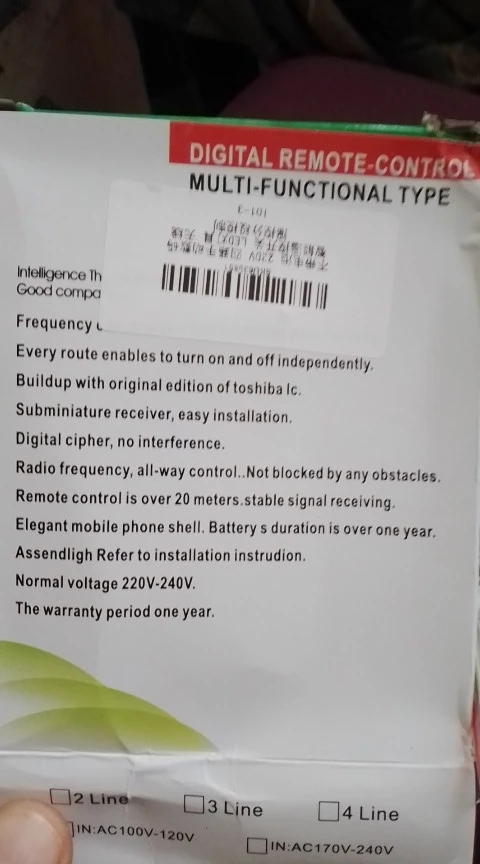 DIGITAL REMOTE-CONTROL
MULTI-FUNCTIONAL TYPE
101-3
Intelligence Th
Good compa
Frequency
Every route enables to turn on and off independently.
Buildup with original edition of toshiba Ic.
Subminiature receiver, easy installation.
Digital cipher, no interference.
Radio frequency, all-way control..Not blocked by any obstacles.
Remote control is over 20 meters.stable signal receiving.
Elegant mobile phone shell. Battery s duration is over one year.
Assendligh Refer to installation instrudion.
Normal voltage 220V-240V.
The warranty period one year.
2 Line
3 Line
4 Line
IN:AC100V-120V
IN:AC170V-240V